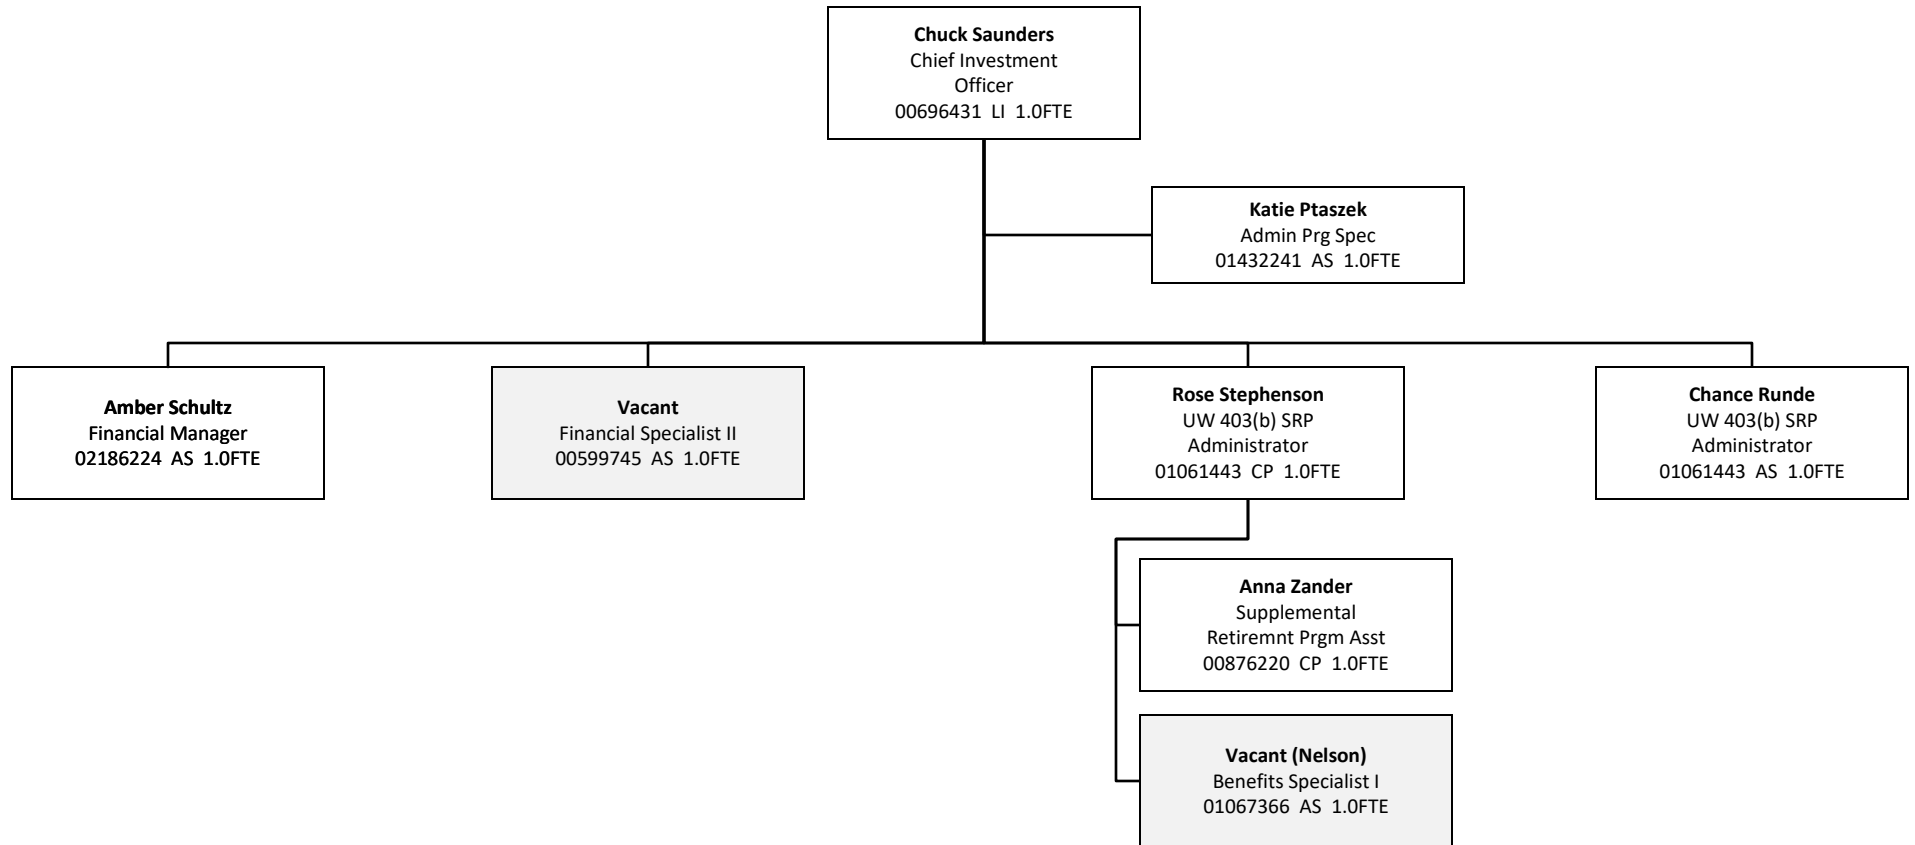 Chuck Saunders
Chief Investment
Officer
00696431 LI 1.0FTE
Katie Ptaszek
Admin Prg Spec
01432241 AS 1.0FTE
Amber Schultz
Financial Manager
02186224 AS 1.0FTE
Vacant
Financial Specialist II
00599745 AS 1.0FTE
Rose Stephenson
UW 403(b) SRP
Administrator
01061443 CP 1.0FTE
Chance Runde
UW 403(b) SRP
Administrator
01061443 AS 1.0FTE
Anna Zander
Supplemental
Retiremnt Prgm Asst
00876220 CP 1.0FTE
Vacant (Nelson)
Benefits Specialist I
01067366 AS 1.0FTE